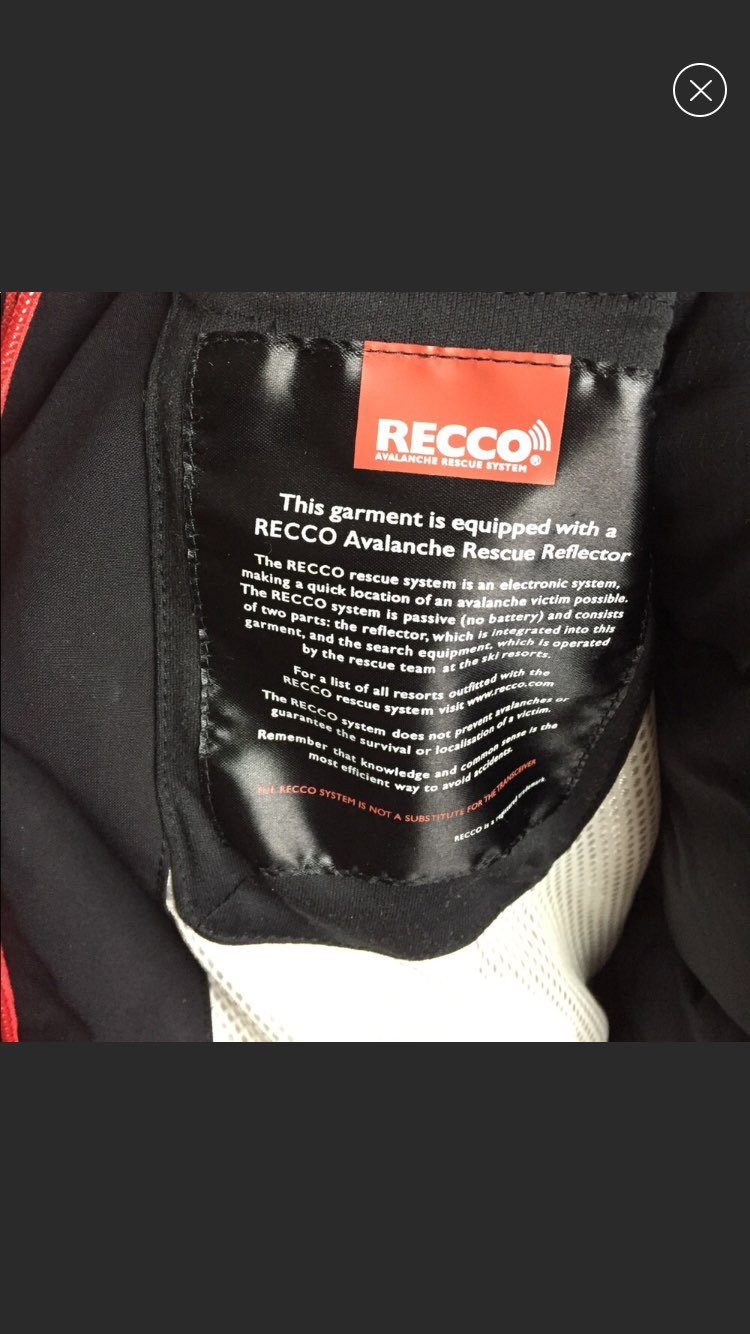 RECCO
AVALANCHE RESCUE SYSTEM ®
This garment is equipped with a
RECCO Avalanche Rescue Reflector
The RECCO rescue system is an electronic system,
making a quick location of an avalanche victim possible.
The RECCO system is passive (no battery) and consists
of two parts: the reflector, which is integrated into this
garment, and the search equipment, which is operated
by the rescue team at the ski resorts.
For a list of all resorts outfitted with the
RECCO rescue system visit www.recco.com
The RECCO system does not prevent avalanches or
guarantee the survival or localisation of a victim.
Remember that knowledge and common sense is the
most efficient way to avoid accidents.
THE RECCO SYSTEM IS NOT A SUBSTITUTE FOR THE TRANSCEIVER
RECCO is a registered trademark.